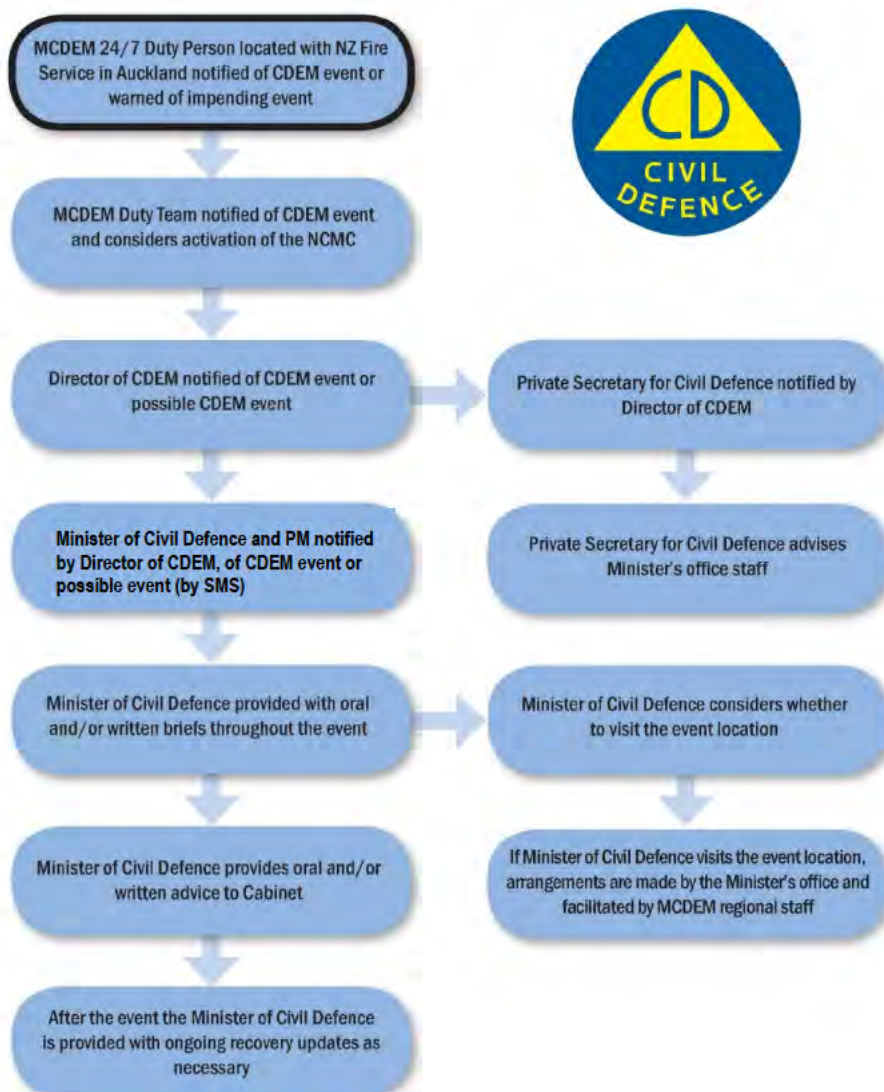 MCDEM 24/7 Duty Person located with NZ Fire
Service in Auckland notified of CDEM event or
warned of impending event
CD
CIVIL
DEFENCE
MCDEM Duty Team notified of CDEM event
and considers activation of the NCMC
Director of CDEM notified of CDEM event or
possible CDEM event
Private Secretary for Civil Defence notified by
Director of CDEM
Minister of Civil Defence and PM notified
by Director of CDEM, of CDEM event or
possible event (by SMS)
Private Secretary for Civil Defence advises
Minister's office staff
Minister of Civil Defence provided with oral
and/or written briefs throughout the event
Minister of Civil Defence considers whether
to visit the event location
Minister of Civil Defence provides oral and/or
written advice to Cabinet
If Minister of Civil Defence visits the event location,
arrangements are made by the Minister's office and
facilitated by MCDEM regional staff
After the event the Minister of Civil Defence
is provided with ongoing recovery updates as
necessary